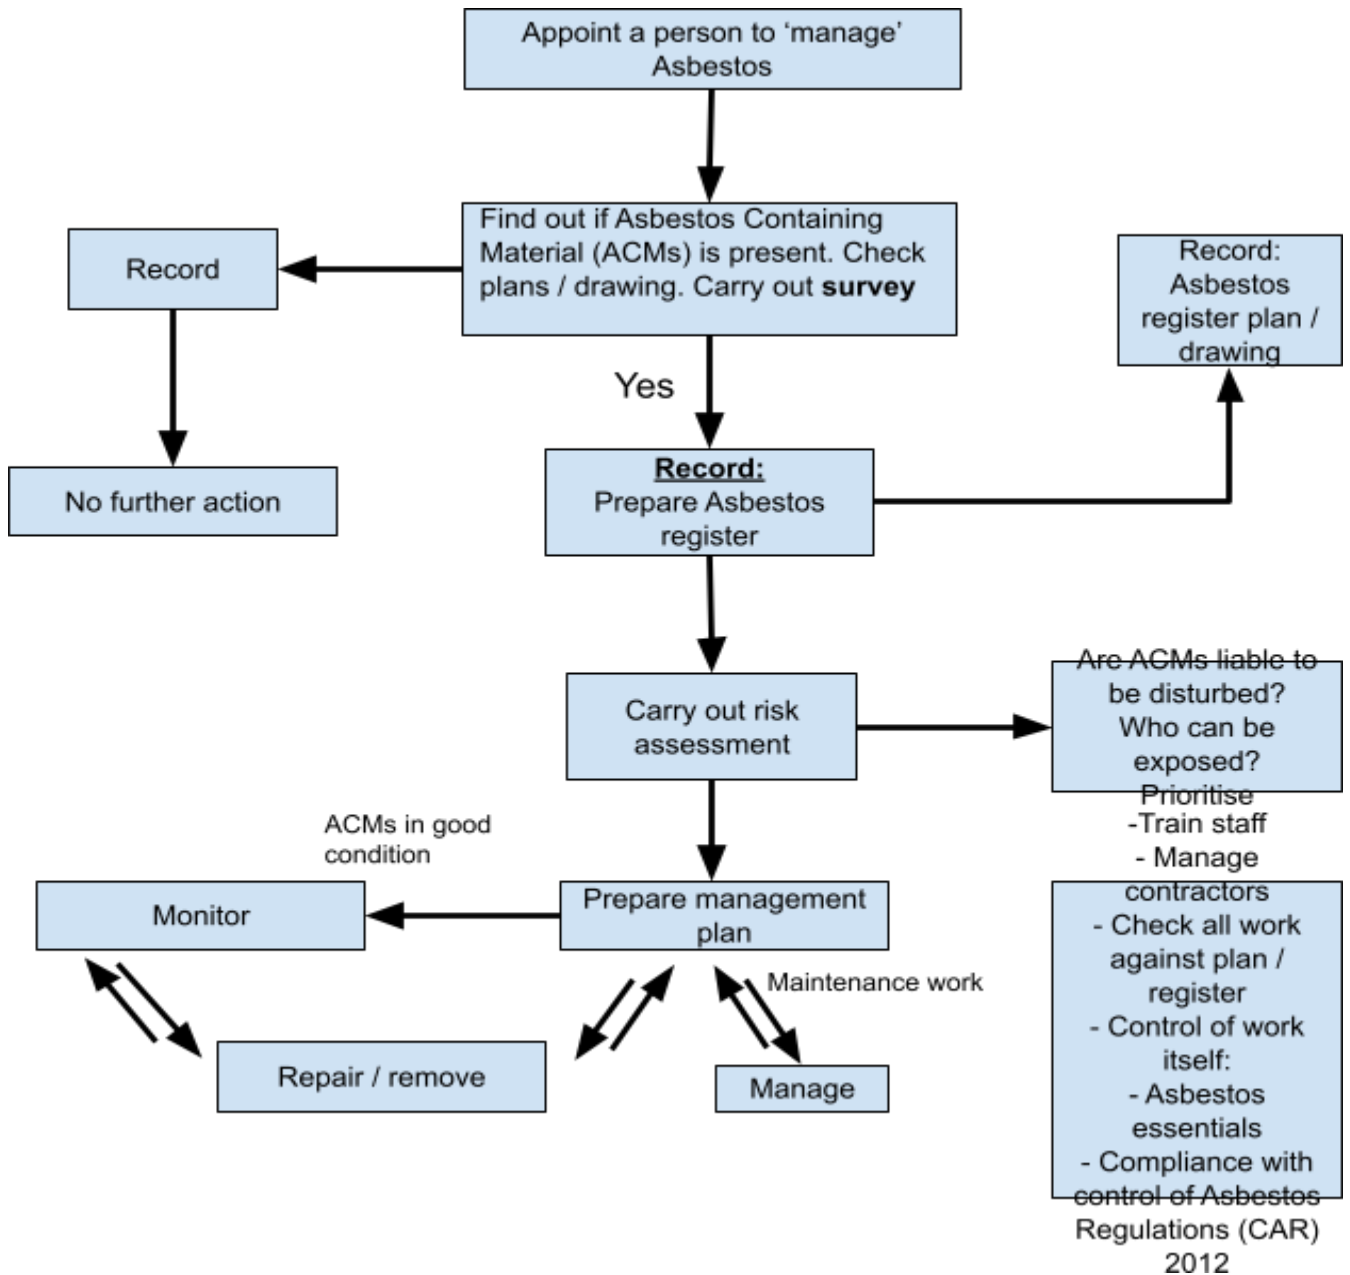 Appoint a person to ‘manage’
Asbestos
Find out if Asbestos Containing
Material (ACMs) is present. Check
plans / drawing. Carry out survey
Record
Record:
Asbestos
register plan /
drawing
Yes
Record:
Prepare Asbestos
register
No further action
Carry out risk
assessment
Are ACMs liable to
be disturbed?
Who can be
exposed?
Prioritise
ACMs in good
condition
Monitor
Prepare management
plan
Maintenance work
Repair / remove
Manage
-Train staff
- Manage
contractors
- Check all work
against plan /
register
- Control of work
itself:
- Asbestos
essentials
- Compliance with
control of Asbestos
Regulations (CAR)
2012